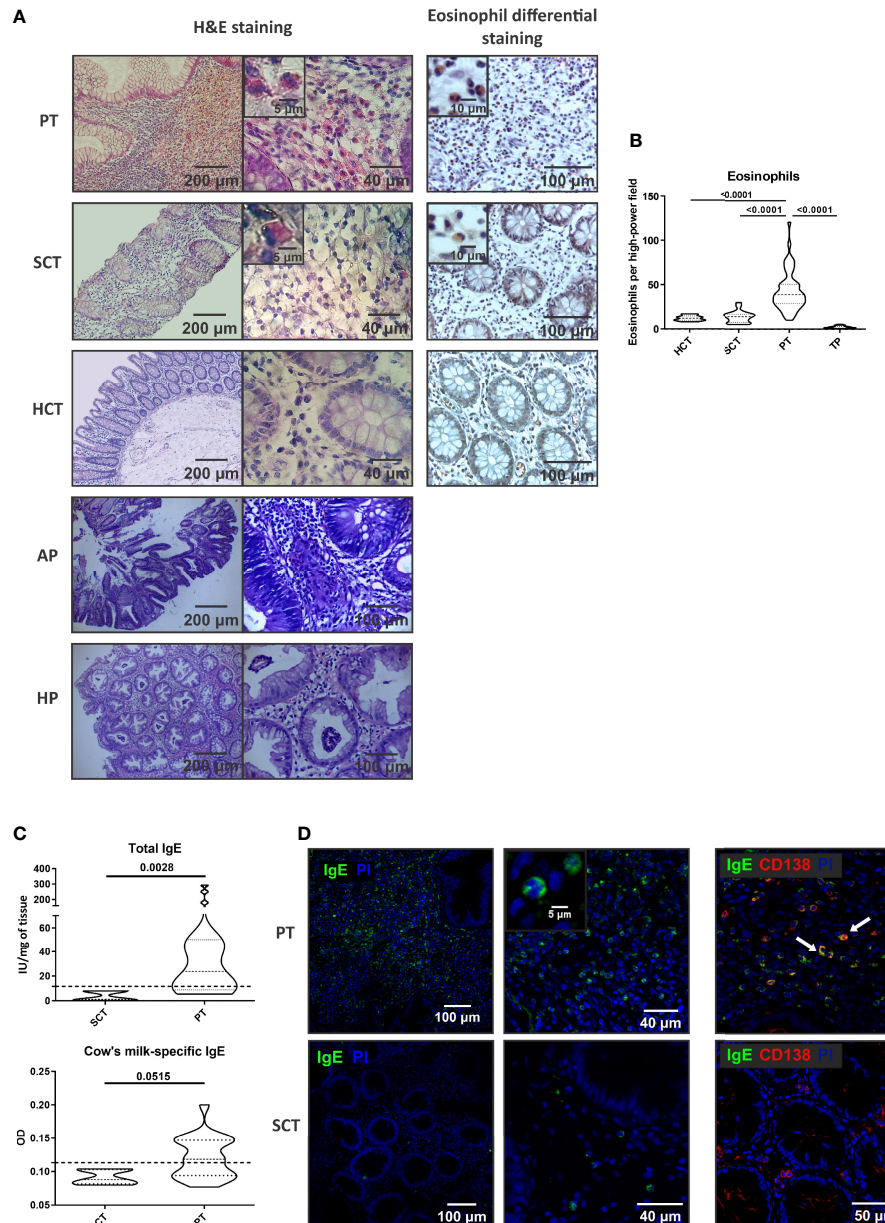 A
H&E staining
Eosinophil differential
staining
PT
5 µm
200 µm
40 µm
10 µm
100 µm
SCT
5 µm
200 µm
40 µm
10 µm
100 µm
HCT
200 µm
40 µm
100 µm
AP
200 µm
100 µm
HP
200 µm
100 µm
B
Eosinophils
<0.0001
<0.0001
<0.0001
Eosinophils per high-power field
150
100
50
0
HCT
SCT
PT
TP
C
Total IgE
0.0028
IU/mg of tissue
400
300
200
60
40
20
0
SCT
PT
Cow's milk-specific IgE
0.0515
OD
0.25
0.20
0.15
0.10
0.05
CT
PT
D
PT
IgE PI
100 µm
5 µm
40 µm
IgE CD138 PI
SCT
IgE PI
100 µm
40 µm
IgE CD138 PI
50 µm